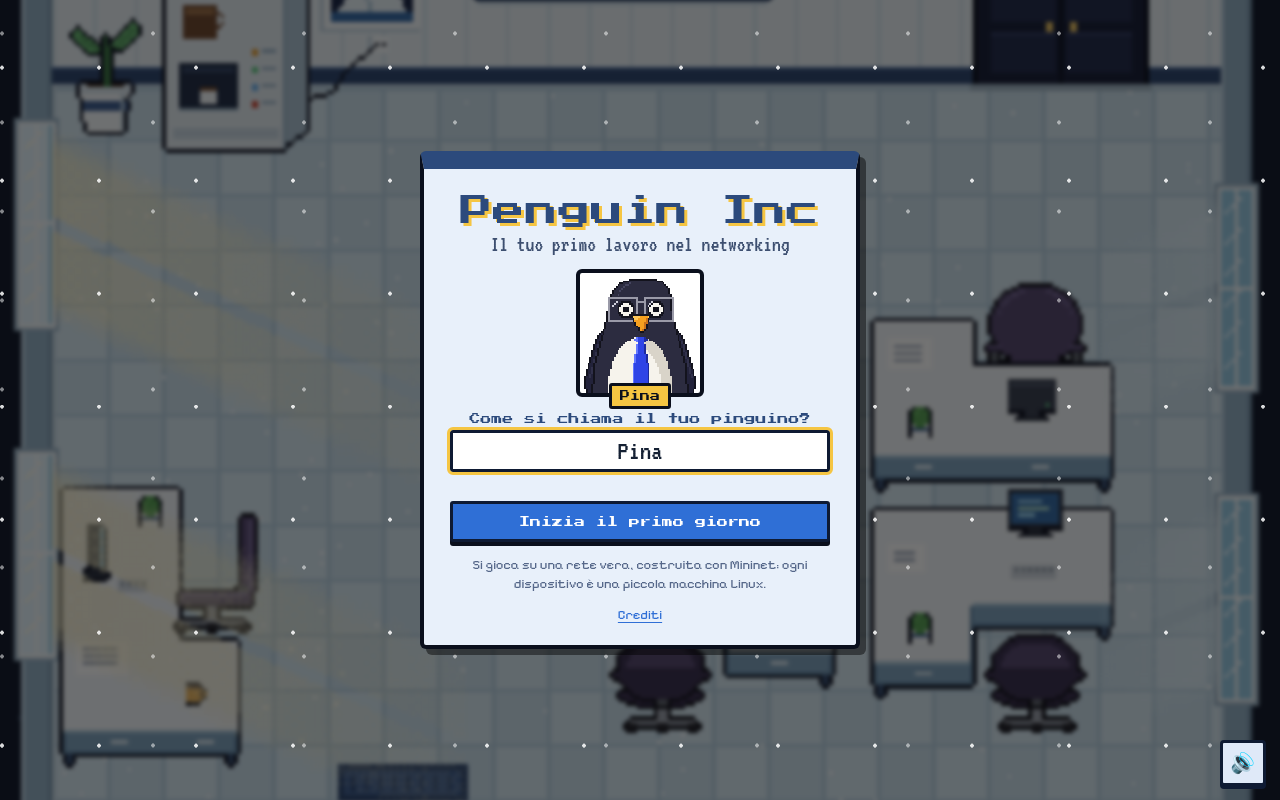 Penguin Inc
Il tuo primo lavoro nel networking
Pina
Come si chiama il tuo pinguino?
Pina
Inizia il primo giorno
Si gioca su una rete vera, costruita con Mininet: ogni
dispositivo è una piccola macchina Linux.
Crediti